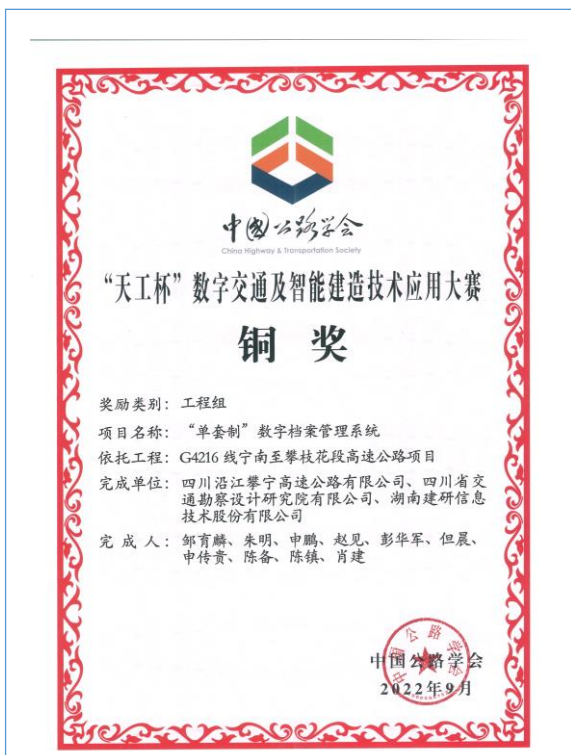 中国公路学会
China Highway & Transportation Society
“天工杯”数字交通及智能建造技术应用大赛
铜 奖
奖励类别：工程组
项目名称：“单套制”数字档案管理系统
依托工程：G4216 线宁南至攀枝花段高速公路项目
完成单位：四川沿江攀宁高速公路有限公司、四川省交
通勘察设计研究院有限公司、湖南建研信息
技术股份有限公司
完 成 人：邹育麟、朱明、申鹏、赵见、彭华军、但晨、
申传贵、陈备、陈镇、肖建
中国公路学会
中国公路学会
2022年9月